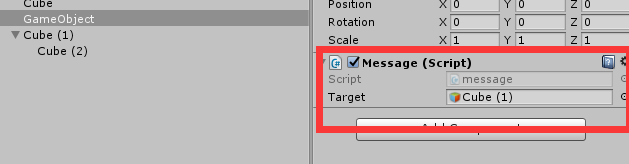 Cube
GameObject
Cube (1)
Cube (2)
Position X 0 Y 0 Z 0
Rotation X 0 Y 0 Z 0
Scale X 1 Y 1 Z 1
Message (Script)
Script message
Target Cube (1)